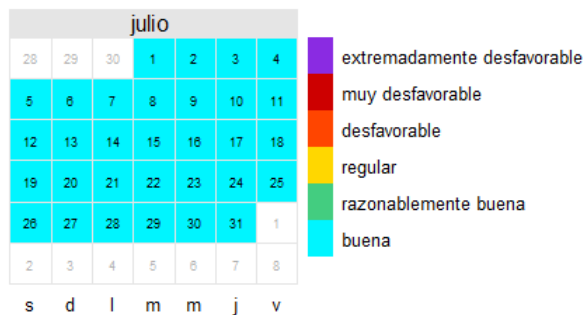 julio
28 29 30 1 2 3 4
5 6 7 8 9 10 11
12 13 14 15 16 17 18
19 20 21 22 23 24 25
26 27 28 29 30 31 1
2 3 4 5 6 7 8
s d l m m j v
extremadamente desfavorable
muy desfavorable
desfavorable
regular
razonablemente buena
buena